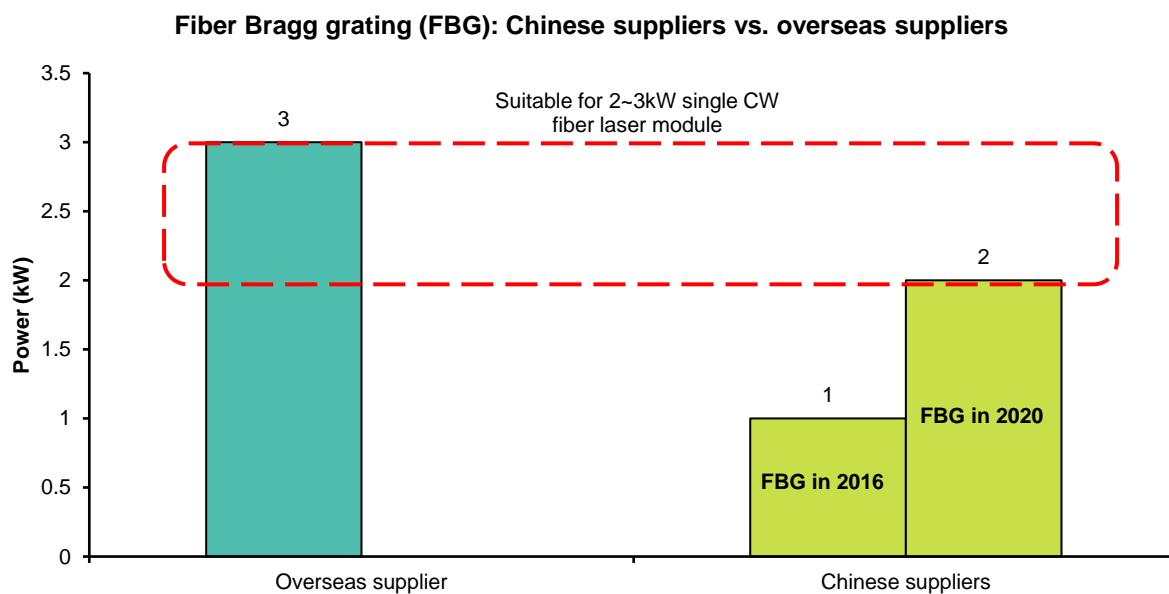 Fiber Bragg grating (FBG): Chinese suppliers vs. overseas suppliers
3.5
3
2.5
2
1.5
1
0.5
0
Power (kW)
Suitable for 2~3kW single CW
fiber laser module
3
1
2
FBG in 2016
FBG in 2020
Overseas supplier
Chinese suppliers